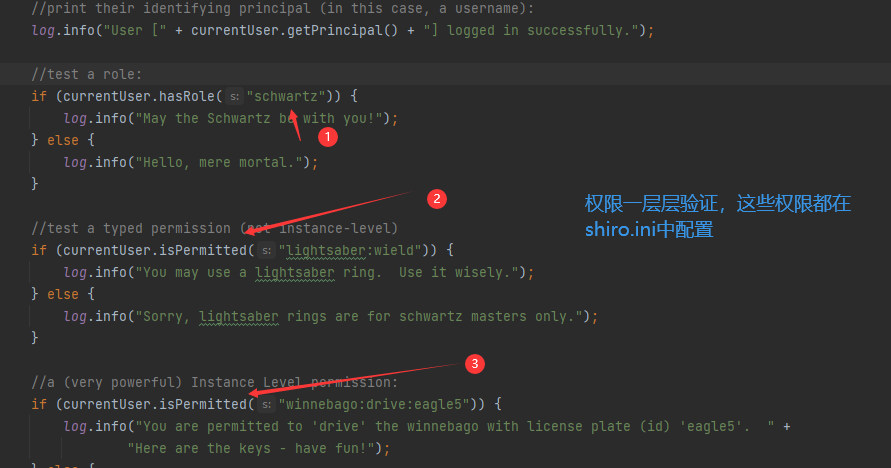 //print their identifying principal (in this case, a username):
log.info("User [" + currentUser.getPrincipal() + "] logged in successfully.");
//test a role:
if (currentUser.hasRole( s: "schwartz")) {
log.info("May the Schwartz be with you!");
1
} else {
log.info("Hello, mere mortal.");
}
2
权限一层层验证，这些权限都在
shiro.ini中配置
//test a typed permission (not instance-level)
if (currentUser.isPermitted( s: "lightsaber:wield")) {
log.info("You may use a lightsaber ring.  Use it wisely.");
} else {
log.info("Sorry, lightsaber rings are for schwartz masters only.");
}
3
//a (very powerful) Instance Level permission:
if (currentUser.isPermitted( s: "winnebago:drive:eagle5")) {
log.info("You are permitted to 'drive' the winnebago with license plate (id) 'eagle5'.  " +
"Here are the keys - have fun!");
} else {